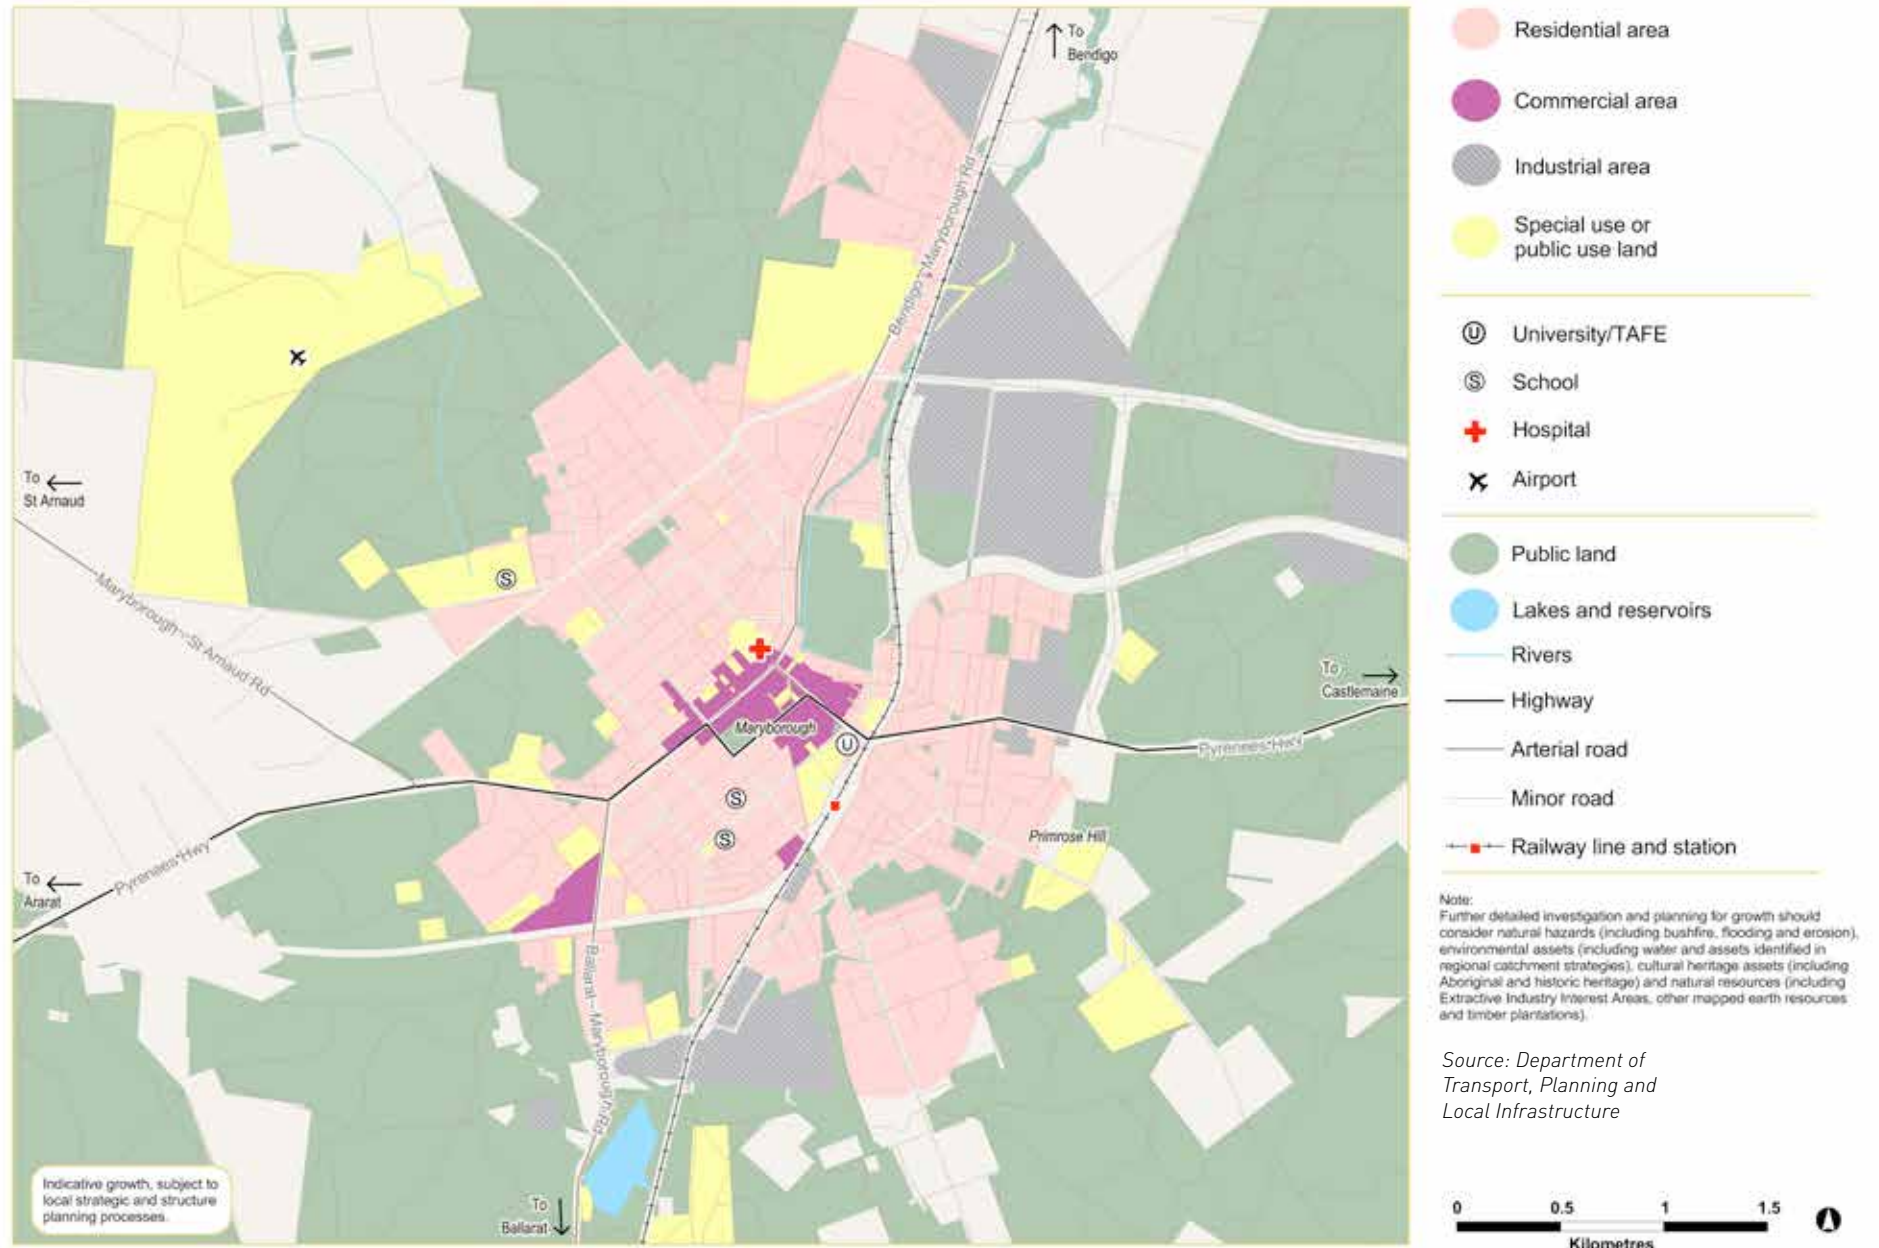 To
Bendigo
Bendigo - Maryborough Rd
To
St Arnaud
Maryborough - St Arnaud Rd
To
Castlemaine
Maryborough
Pyrenees Hwy
Primrose Hill
Pyrenees Hwy
To
Ararat
Ballarat - Maryborough Rd
To
Ballarat
S
S
S
U
Indicative growth, subject to
local strategic and structure
planning processes.
Residential area
Commercial area
Industrial area
Special use or
public use land
U University/TAFE
S School
Hospital
Airport
Public land
Lakes and reservoirs
Rivers
Highway
Arterial road
Minor road
Railway line and station
Note:
Further detailed investigation and planning for growth should
consider natural hazards (including bushfire, flooding and erosion),
environmental assets (including water and assets identified in
regional catchment strategies), cultural heritage assets (including
Aboriginal and historic heritage) and natural resources (including
Extractive Industry Interest Areas, other mapped earth resources
and timber plantations).
Source: Department of
Transport, Planning and
Local Infrastructure
0 0.5 1 1.5
Kilometres